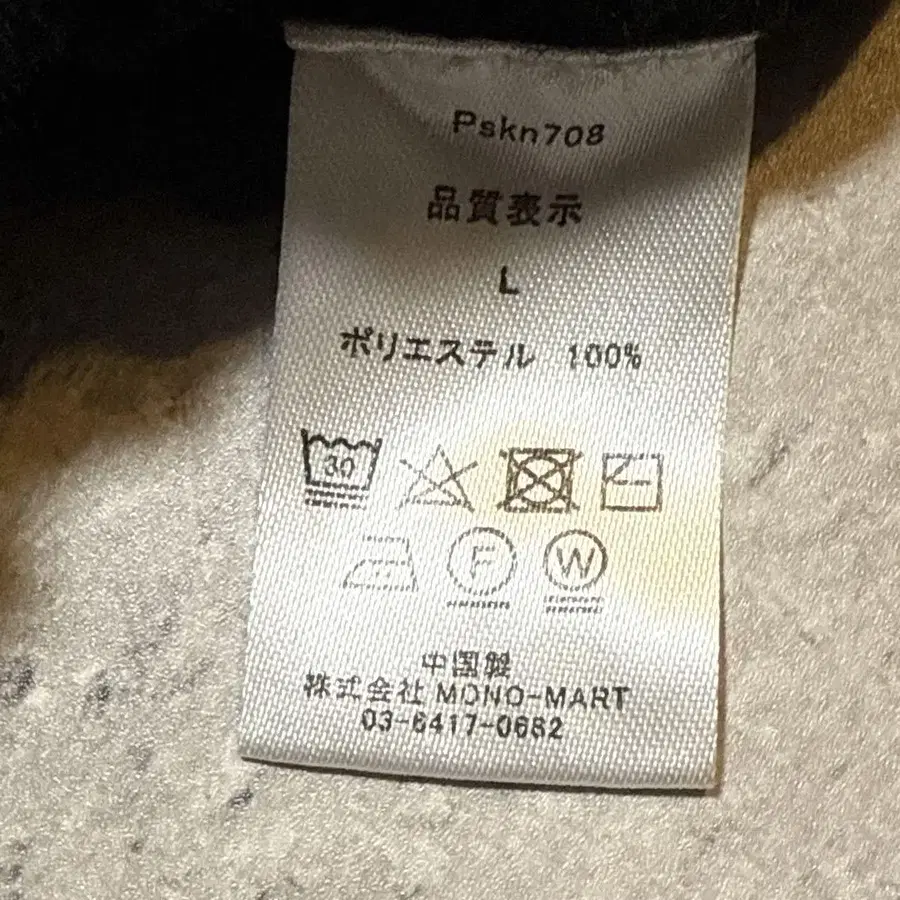 Pskn708
品質表示
L
ポリエステル 100%
30
F
W
中国製
株式会社 MONO-MART
03-6417-0682